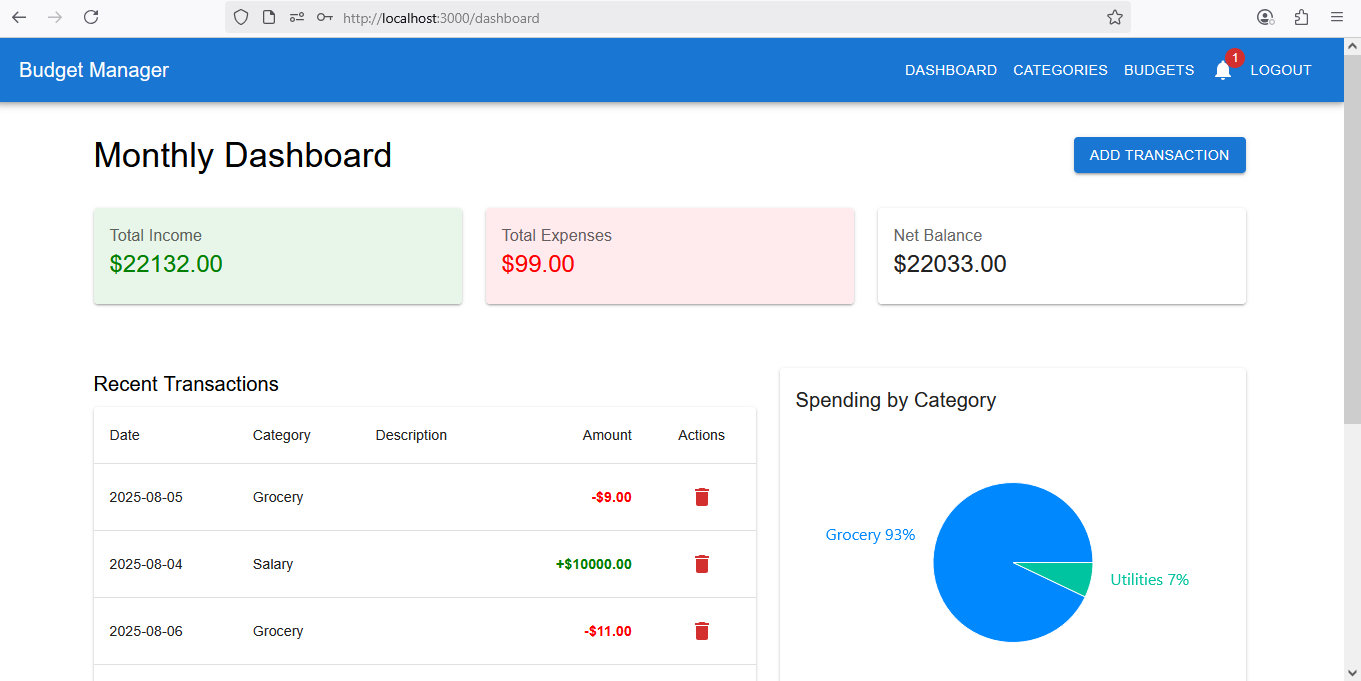 http://localhost:3000/dashboard
Budget Manager
DASHBOARD CATEGORIES BUDGETS 1 LOGOUT
Monthly Dashboard
ADD TRANSACTION
Total Income
$22132.00
Total Expenses
$99.00
Net Balance
$22033.00
Recent Transactions
Date Category Description Amount Actions
2025-08-05 Grocery -$9.00
2025-08-04 Salary +$10000.00
2025-08-06 Grocery -$11.00
Spending by Category
Grocery 93%
Utilities 7%